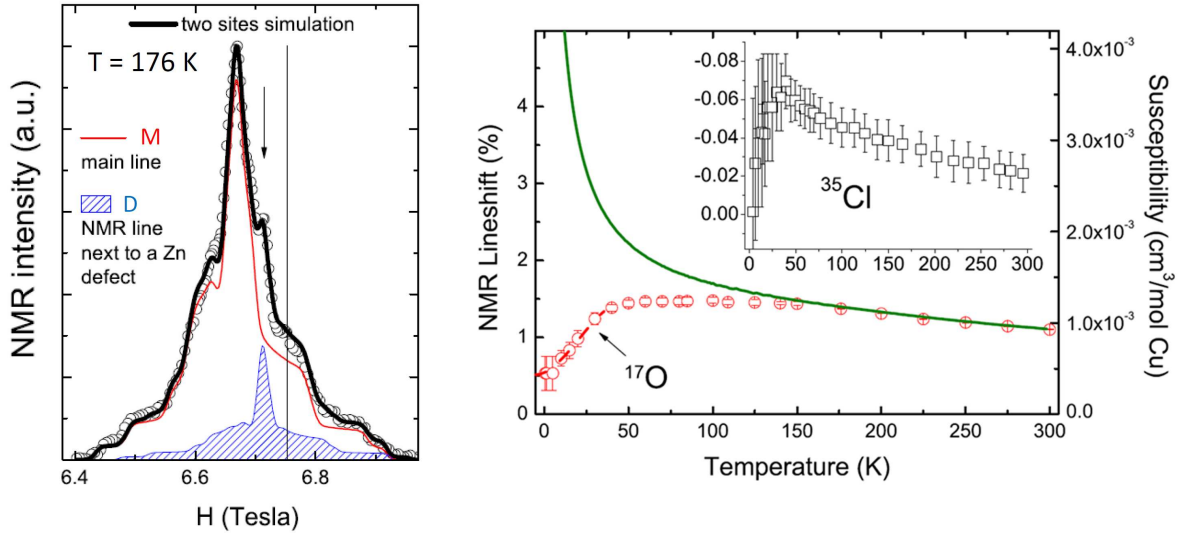 two sites simulation
T = 176 K
M
main line
D
NMR line
next to a Zn
defect
NMR intensity (a.u.)
6.4
6.6
6.8
H (Tesla)
NMR Lineshift (%)
4
3
2
1
0
0
50
100
150
200
250
300
Temperature (K)
17O
-0.08
-0.06
-0.04
-0.02
0.00
35Cl
0
50
100
150
200
250
300
4.0x10-3
3.0x10-3
2.0x10-3
1.0x10-3
0.0
Susceptibility (cm3/mol Cu)